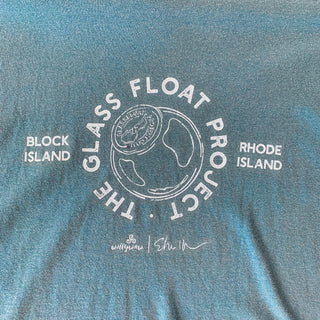 THE GLASS FLOAT PROJECT ·
BLOCK
ISLAND
RHODE
ISLAND